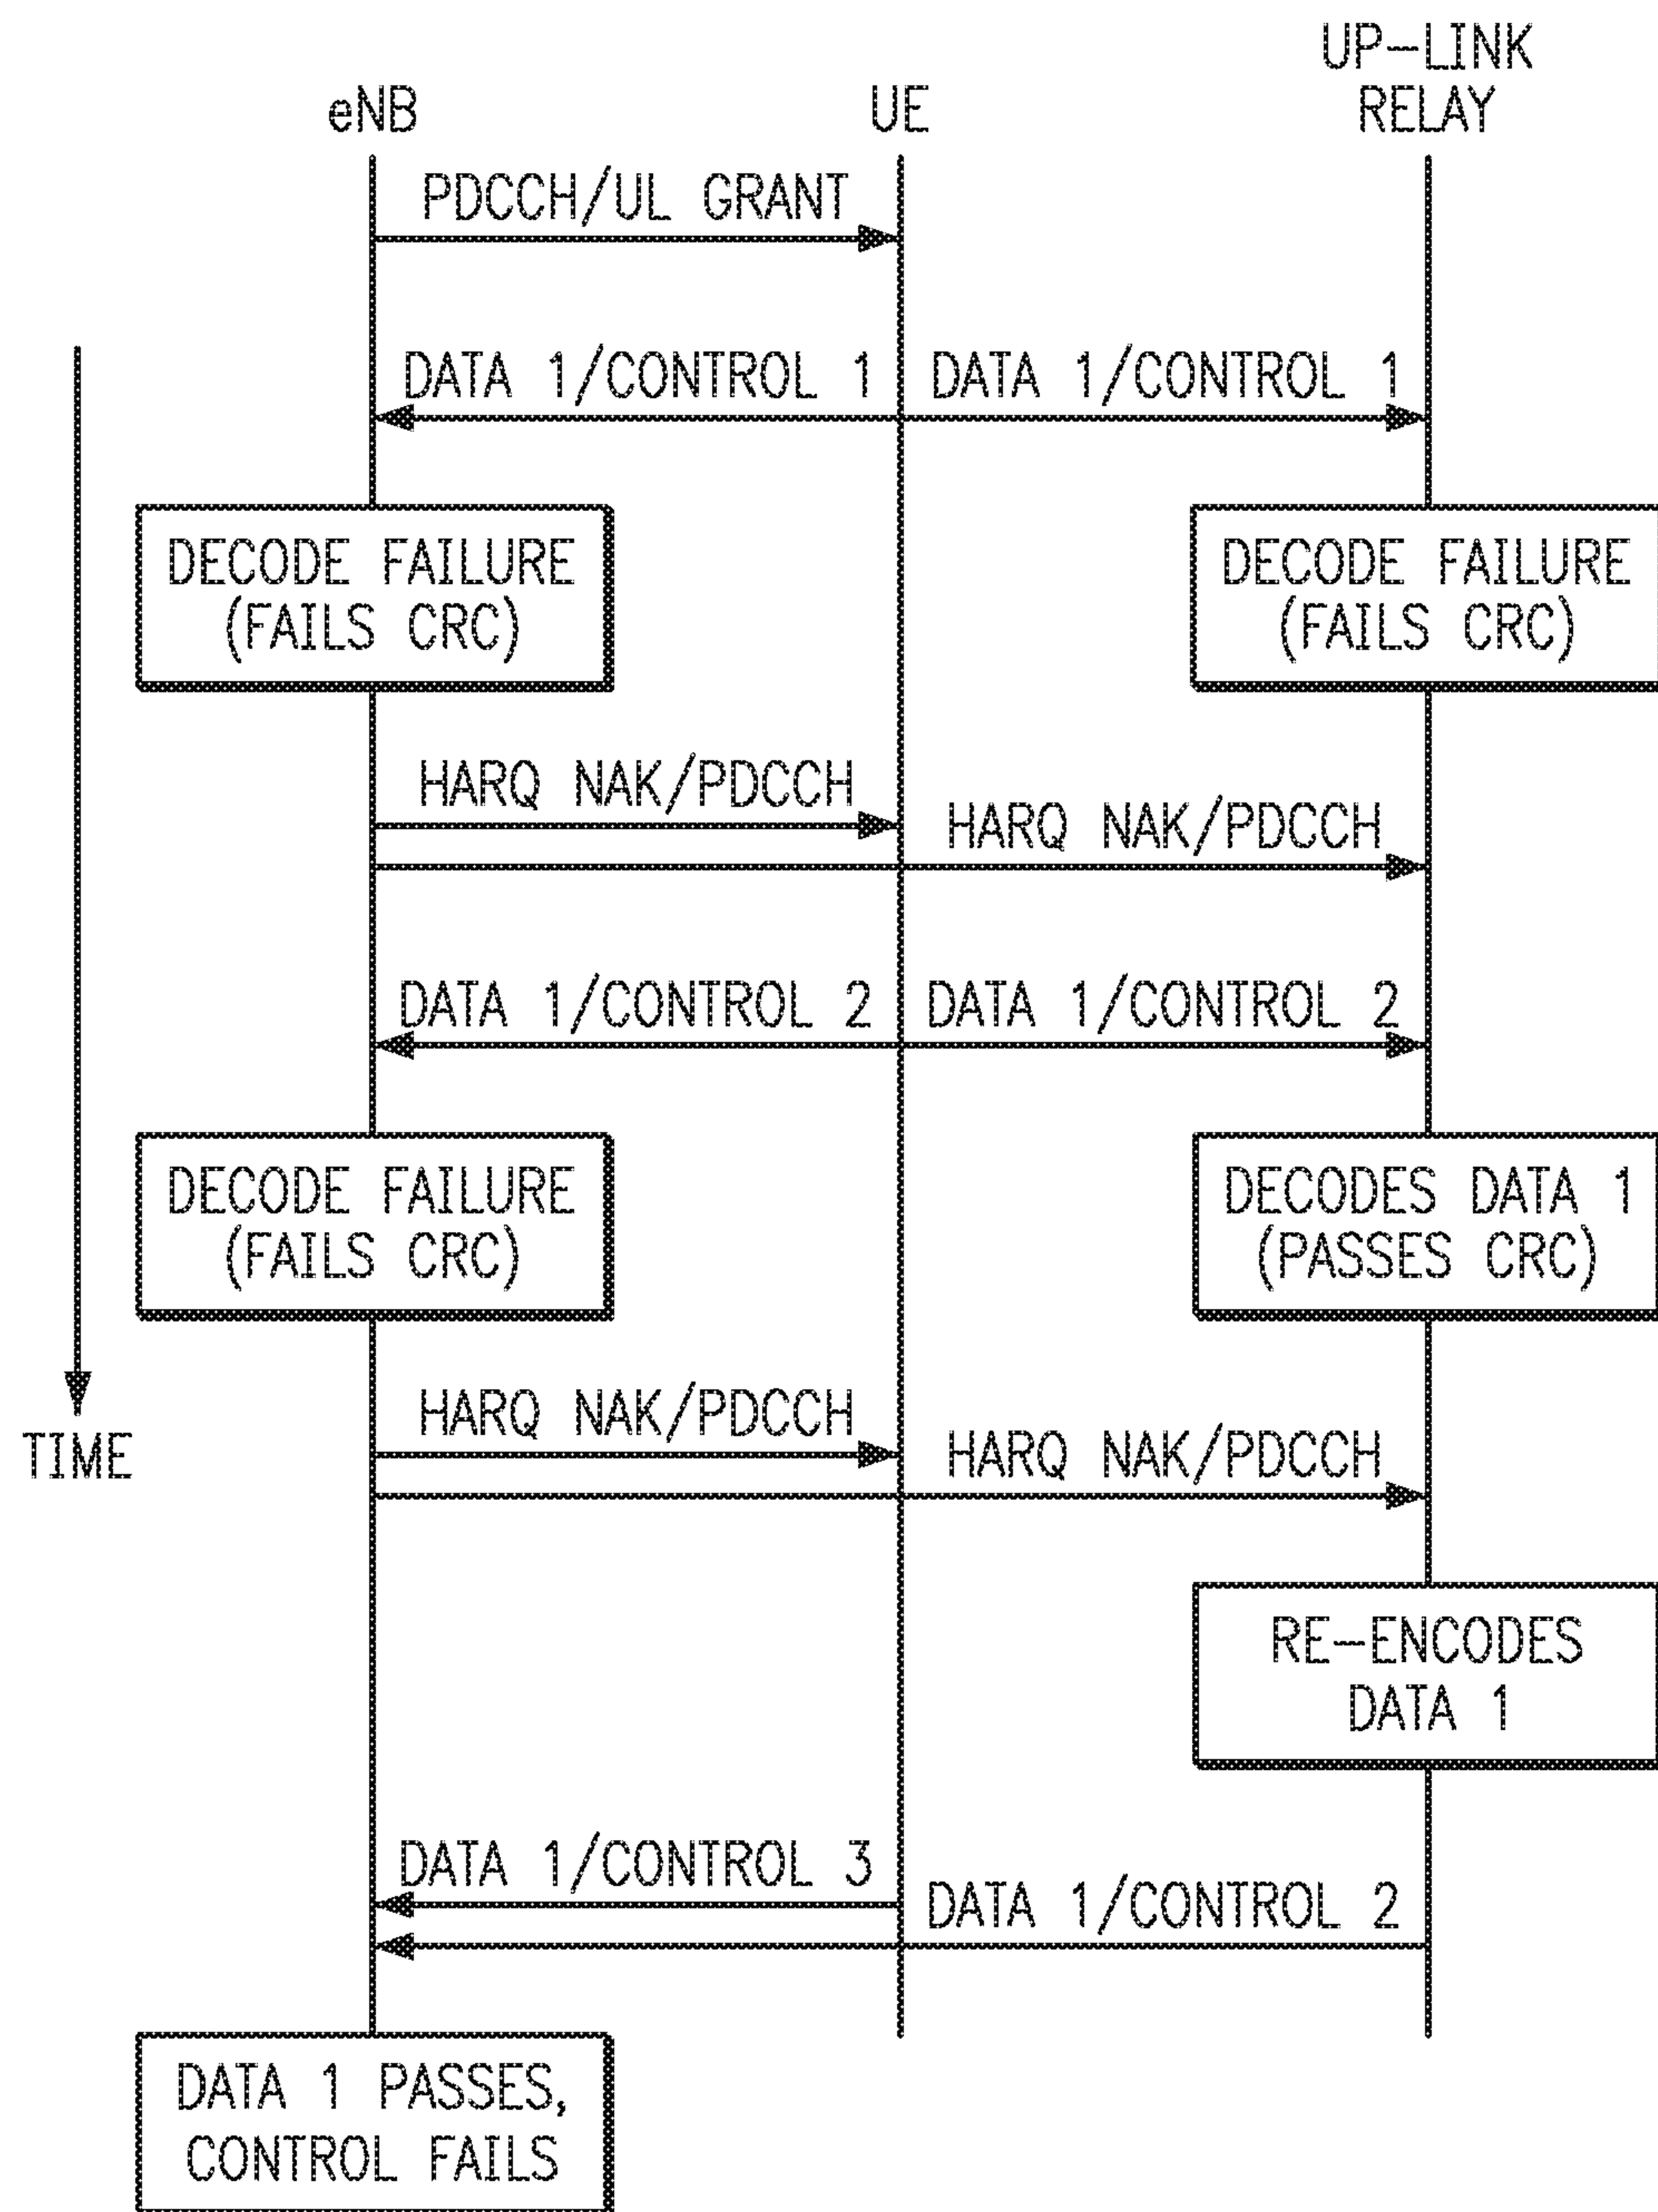 eNB
UE
UP-LINK
RELAY
PDCCH/UL GRANT
DATA 1/CONTROL 1
DATA 1/CONTROL 1
DECODE FAILURE
(FAILS CRC)
DECODE FAILURE
(FAILS CRC)
HARQ NAK/PDCCH
HARQ NAK/PDCCH
DATA 1/CONTROL 2
DATA 1/CONTROL 2
DECODE FAILURE
(FAILS CRC)
DECODES DATA 1
(PASSES CRC)
HARQ NAK/PDCCH
HARQ NAK/PDCCH
TIME
RE-ENCODES
DATA 1
DATA 1/CONTROL 3
DATA 1/CONTROL 2
DATA 1 PASSES,
CONTROL FAILS